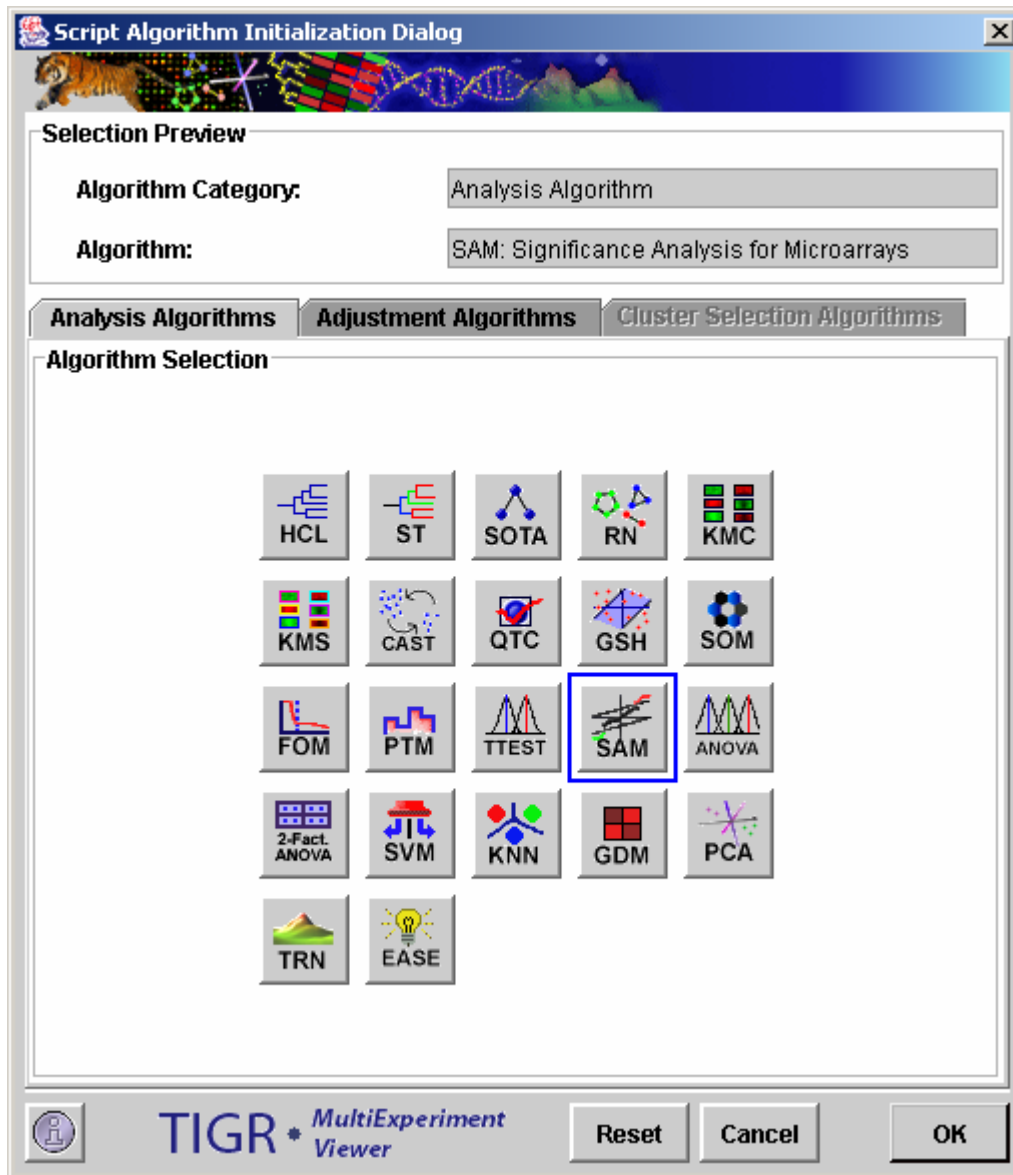 Script Algorithm Initialization Dialog
Selection Preview
Algorithm Category: Analysis Algorithm
Algorithm: SAM: Significance Analysis for Microarrays
Analysis Algorithms Adjustment Algorithms Cluster Selection Algorithms
Algorithm Selection
HCL ST SOTA RN KMC
KMS CAST QTC GSH SOM
FOM PTM TTEST SAM ANOVA
2-Fact.
ANOVA SVM KNN GDM PCA
TRN EASE
TIGR MultiExperiment
Viewer
Reset Cancel OK